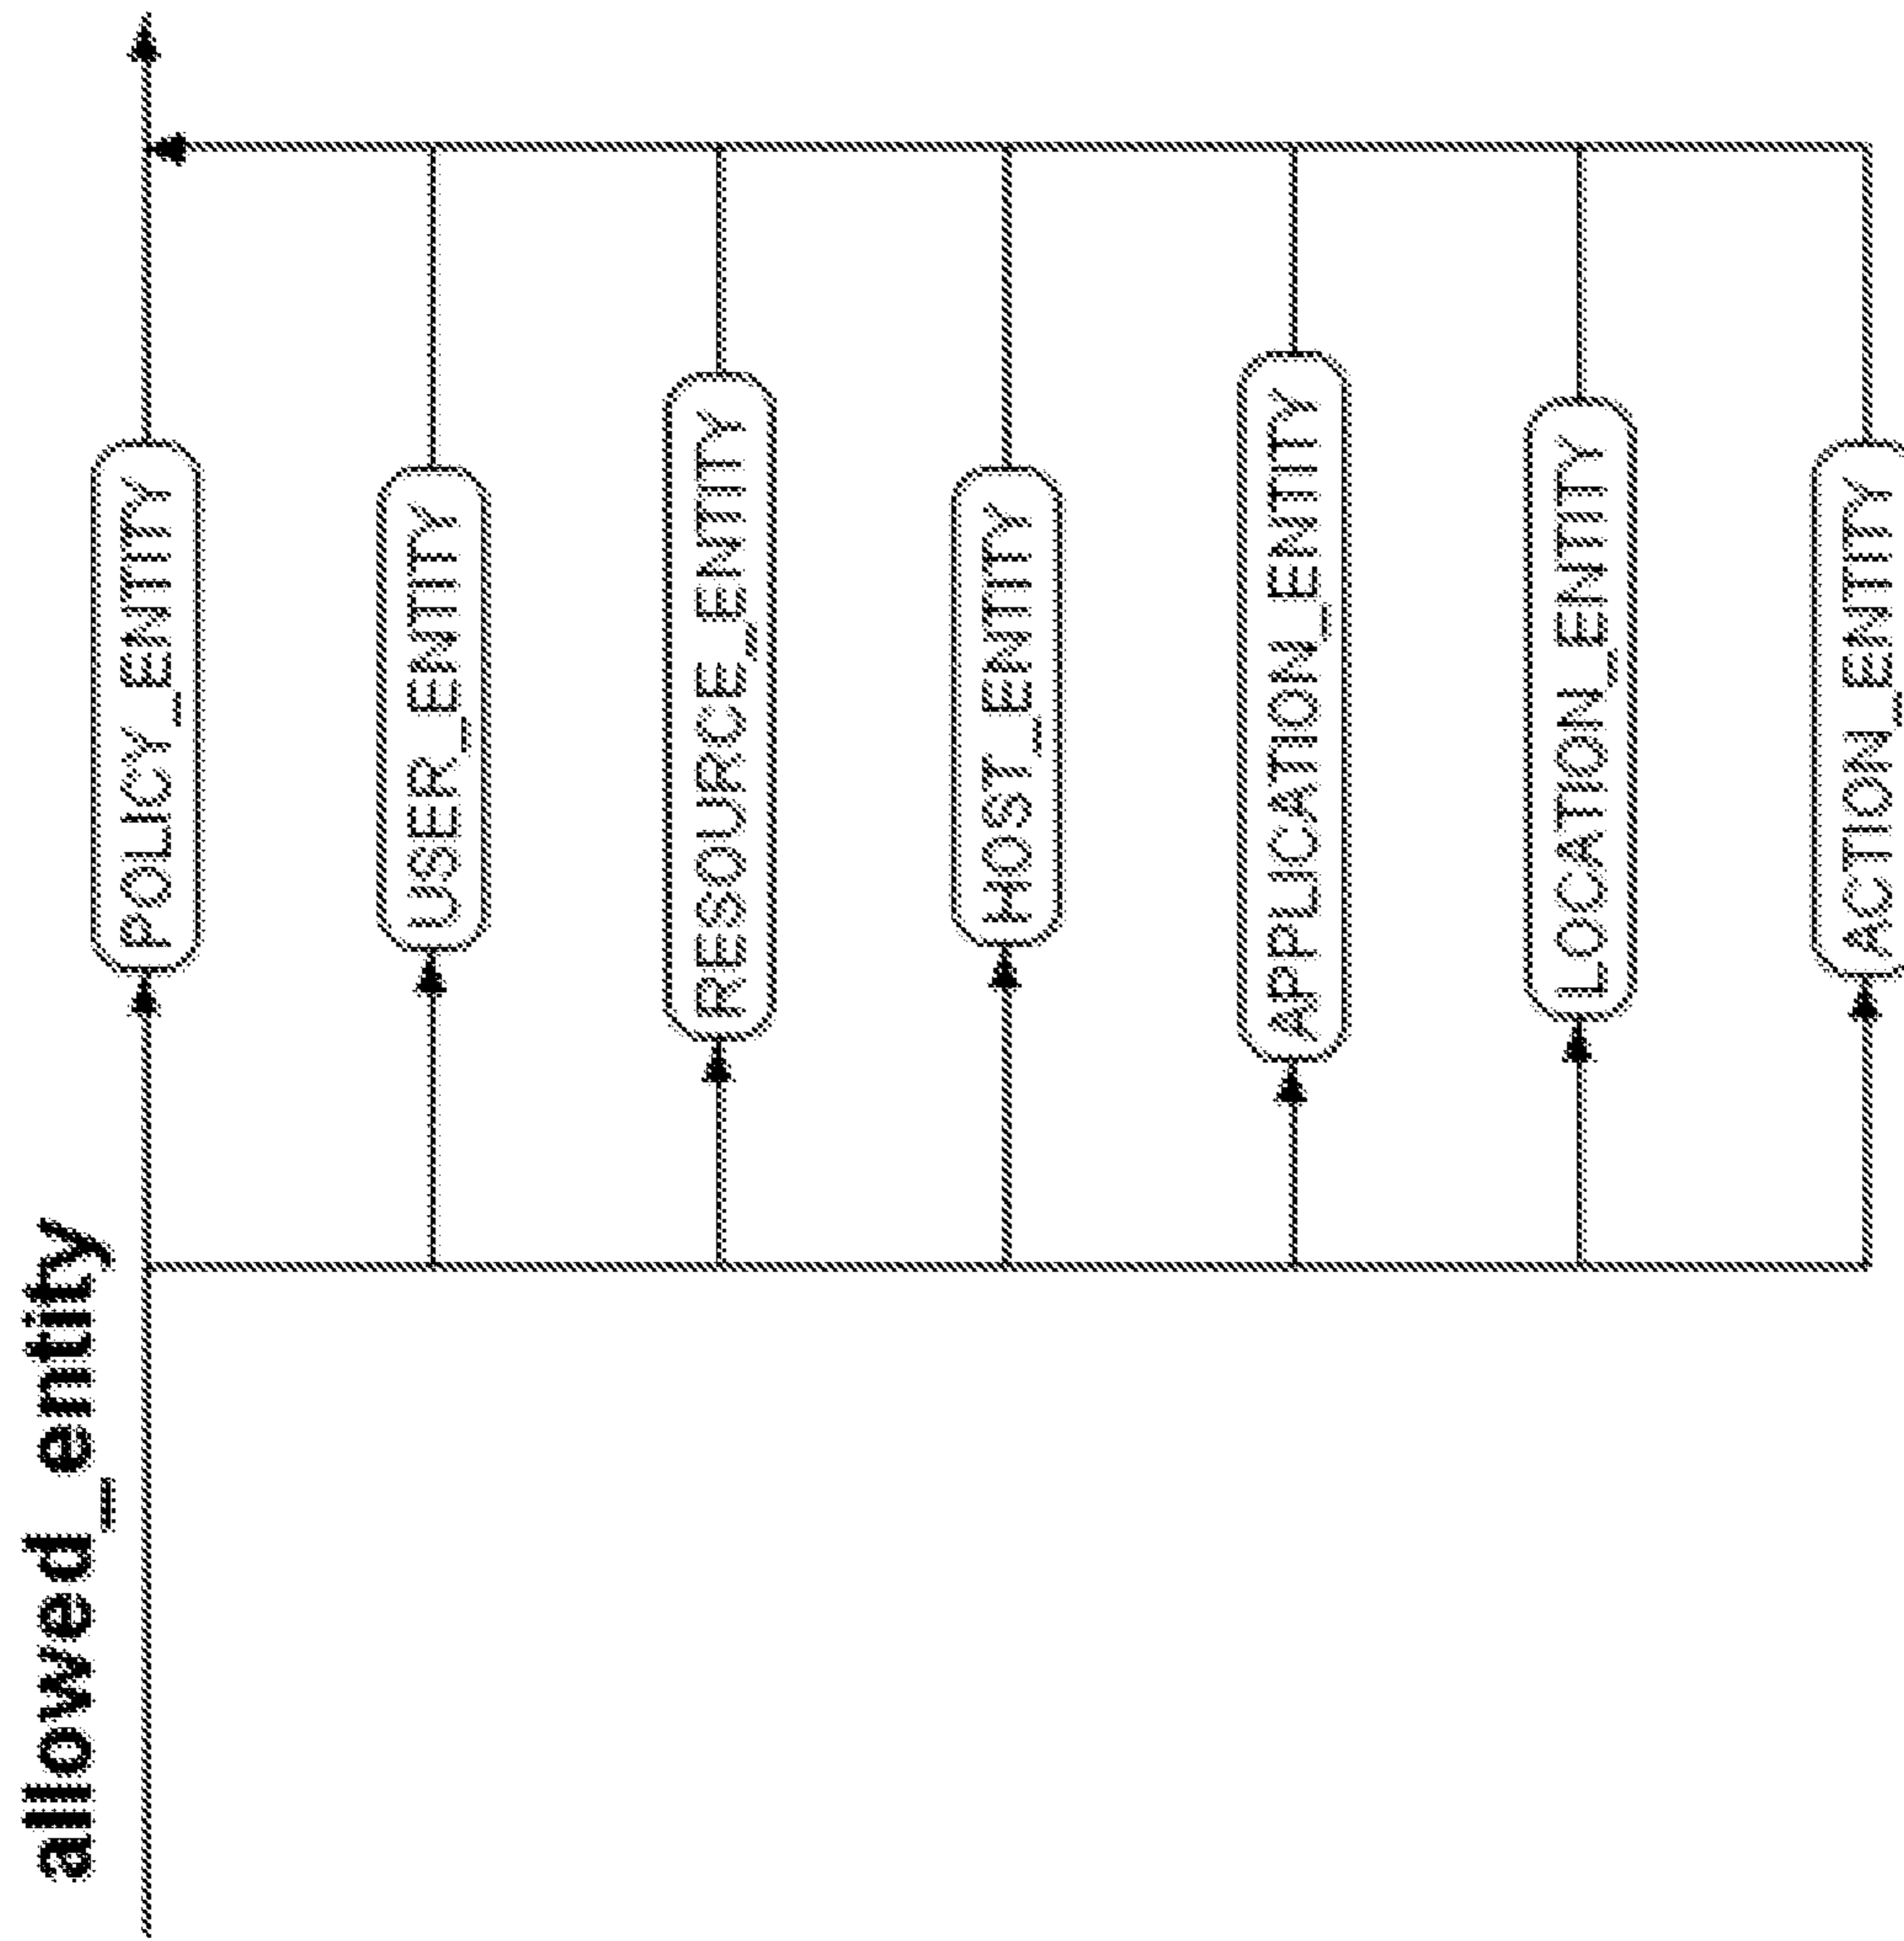 allowed_entity
POLICY_ENTITY
USER_ENTITY
RESOURCE_ENTITY
HOST_ENTITY
APPLICATION_ENTITY
LOCATION_ENTITY
ACTION_ENTITY